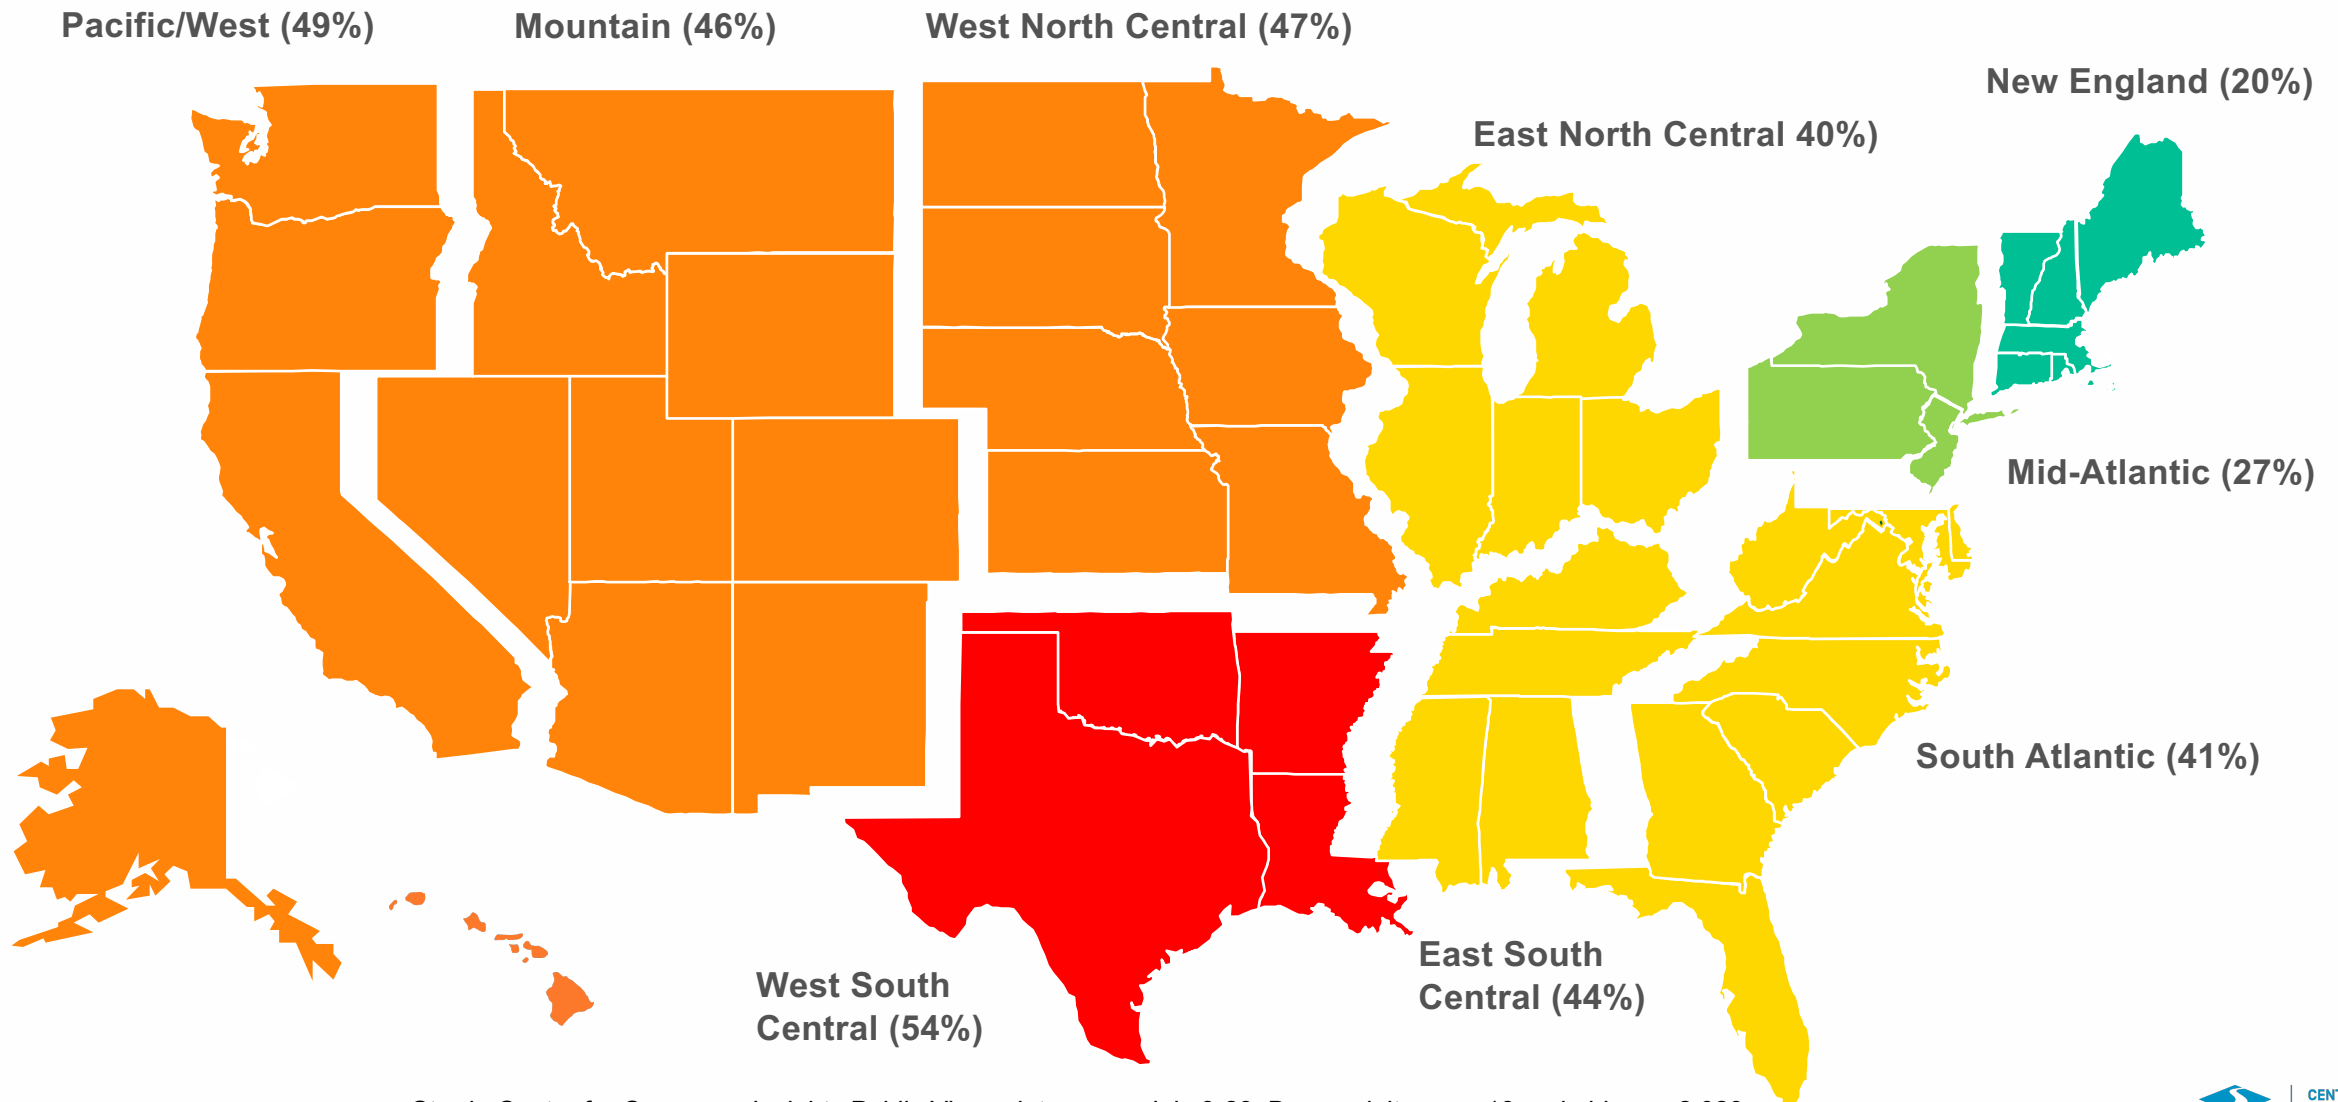 Pacific/West (49%)
Mountain (46%)
West North Central (47%)
New England (20%)
East North Central 40%)
Mid-Atlantic (27%)
South Atlantic (41%)
East South
Central (44%)
West South
Central (54%)